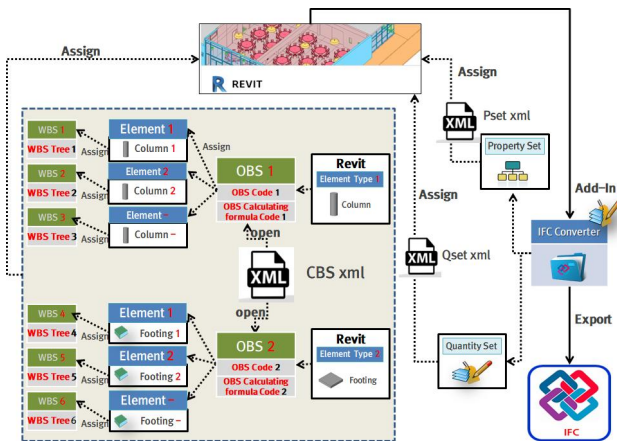 Assign
R REVIT
Assign
XML
Pset xml
Property Set
Add-In
IFC Converter
Assign
XML
Qset xml
Export
Quantity Set
IFC
WBS 1
WBS Tree 1
Assign
Element 1
Column 1
Assign
WBS 2
WBS Tree 2
Assign
Element 2
Column 2
WBS 3
WBS Tree 3
Assign
Element -
Column -
OBS 1
OBS Code 1
OBS Calculating
formula Code 1
Revit
Element Type 1
Column
open
XML
CBS xml
open
WBS 4
WBS Tree 4
Assign
Element 1
Footing 1
WBS 5
WBS Tree 5
Assign
Element 2
Footing 2
WBS 6
WBS Tree 6
Assign
Element -
Footing -
OBS 2
OBS Code 2
OBS Calculating
formula Code 2
Revit
Element Type 2
Footing